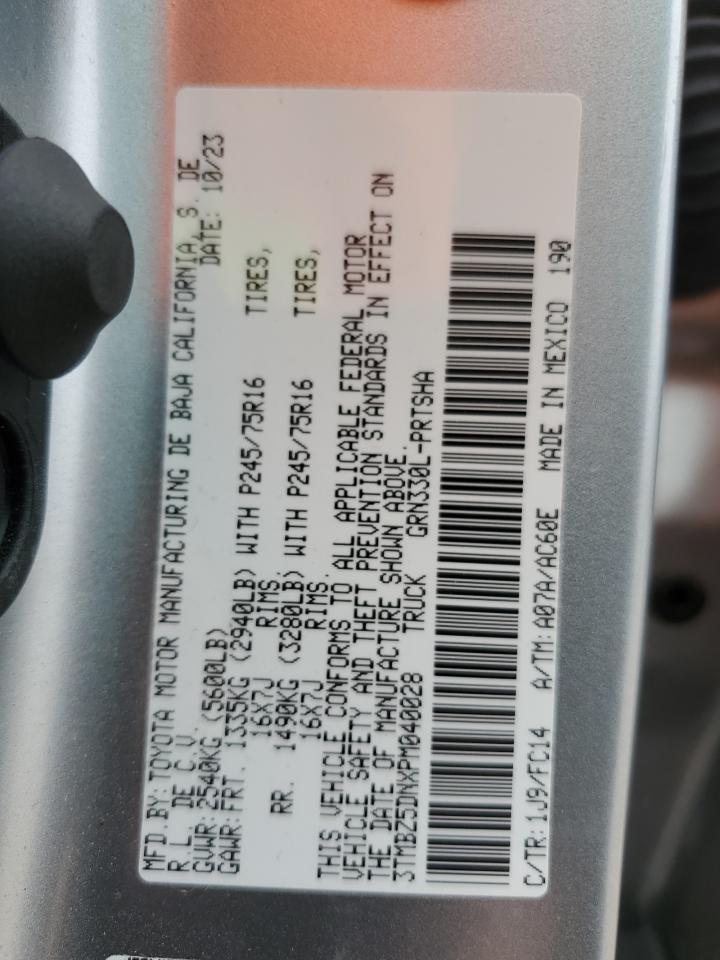 MFD.BY: TOYOTA MOTOR MANUFACTURING DE BAJA CALIFORNIA, S. DE
R.L. DE C.V. DATE: 10/23
GVWR: 2540KG (5600LB)
GAWR: FRT. 1335KG (2940LB) WITH P245/75R16 TIRES,
16X7J RIMS.
RR. 1490KG (3280LB) WITH P245/75R16 TIRES,
16X7J RIMS.
THIS VEHICLE CONFORMS TO ALL APPLICABLE FEDERAL MOTOR
VEHICLE SAFETY AND THEFT PREVENTION STANDARDS IN EFFECT ON
THE DATE OF MANUFACTURE SHOWN ABOVE.
3TMBZ5DNXPM040028 TRUCK GRN330L-PRTSHA
C/TR: 1J9/FC14 A/TM: A07A/AC60E MADE IN MEXICO 190